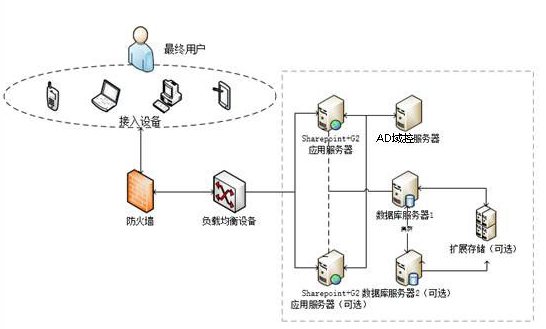 最终用户
接入设备
防火墙
负载均衡设备
Sharepoint+G2
应用服务器
AD域控服务器
数据库服务器1
集群
扩展存储（可选）
Sharepoint+G2
应用服务器（可选）
数据库服务器2（可选）